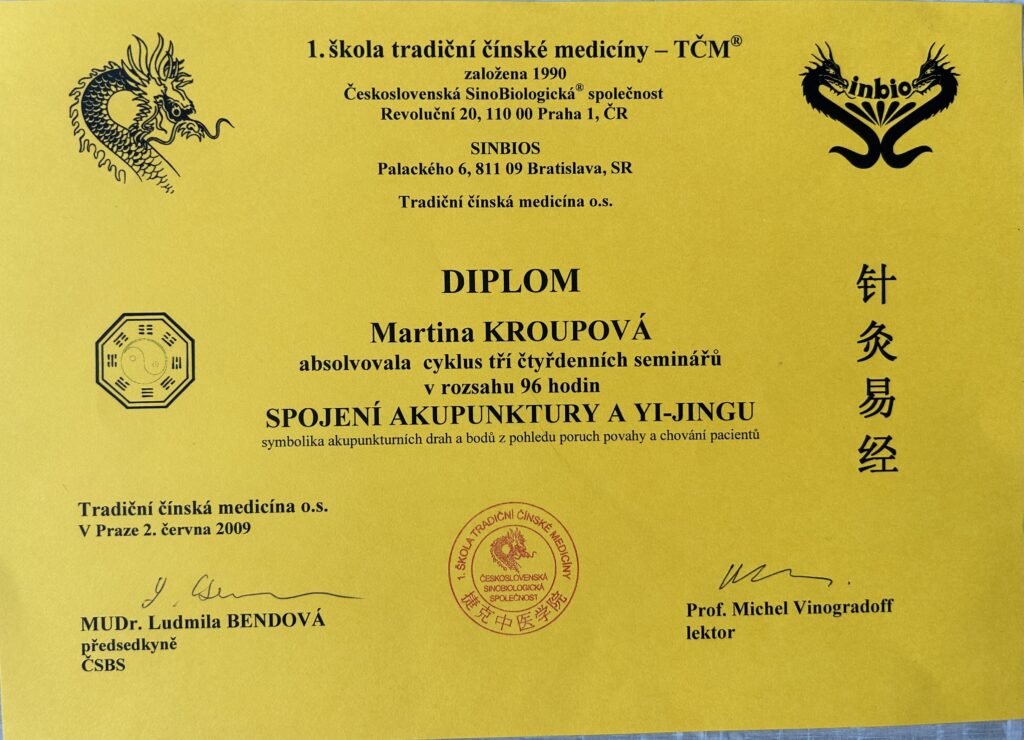 1. škola tradiční čínské medicíny – TČM®
založena 1990
Československá SinoBiologická® společnost
Revoluční 20, 110 00 Praha 1, ČR
inbio
SINBIOS
Palackého 6, 811 09 Bratislava, SR
Tradiční čínská medicína o.s.
DIPLOM
Martina KROUPOVÁ
absolvovala cyklus tří čtyřdenních seminářů
v rozsahu 96 hodin
SPOJENÍ AKUPUNKTURY A YI-JINGU
symbolika akupunkturních drah a bodů z pohledu poruch povahy a chování pacientů
针
灸
易
经
Tradiční čínská medicína o.s.
V Praze 2. června 2009
1. ŠKOLA TRADIČNÍ ČÍNSKÉ MEDICÍNY
ČESKOSLOVENSKÁ
SINOBIOLOGICKÁ
SPOLEČNOST
捷克中医学院
MUDr. Ludmila BENDOVÁ
předsedkyně
ČSBS
Prof. Michel Vinogradoff
lektor